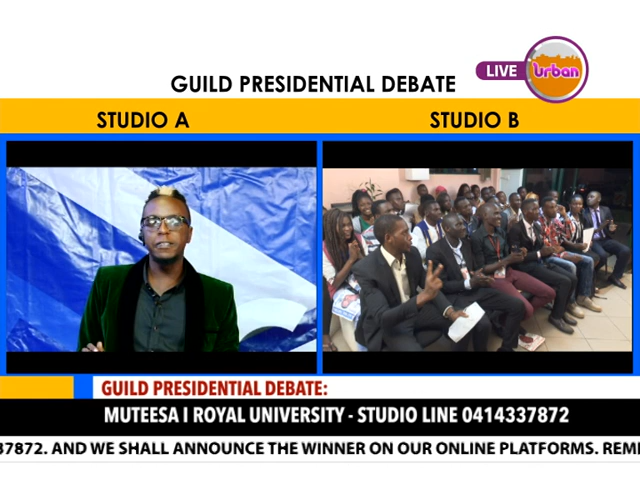 LIVE
Urban
GUILD PRESIDENTIAL DEBATE
STUDIO A
STUDIO B
GUILD PRESIDENTIAL DEBATE:
MUTEESA I ROYAL UNIVERSITY - STUDIO LINE 0414337872
37872. AND WE SHALL ANNOUNCE THE WINNER ON OUR ONLINE PLATFORMS. REM